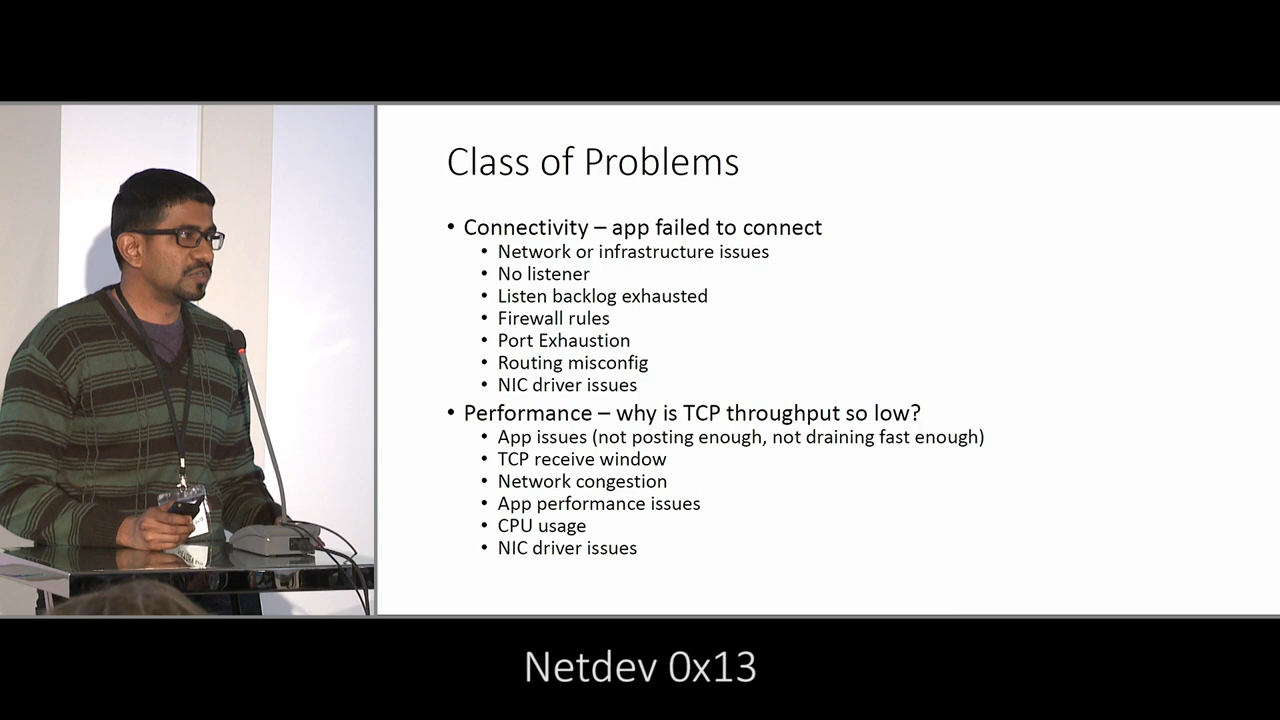 Class of Problems
• Connectivity – app failed to connect
• Network or infrastructure issues
• No listener
• Listen backlog exhausted
• Firewall rules
• Port Exhaustion
• Routing misconfig
• NIC driver issues
• Performance – why is TCP throughput so low?
• App issues (not posting enough, not draining fast enough)
• TCP receive window
• Network congestion
• App performance issues
• CPU usage
• NIC driver issues
Netdev 0x13